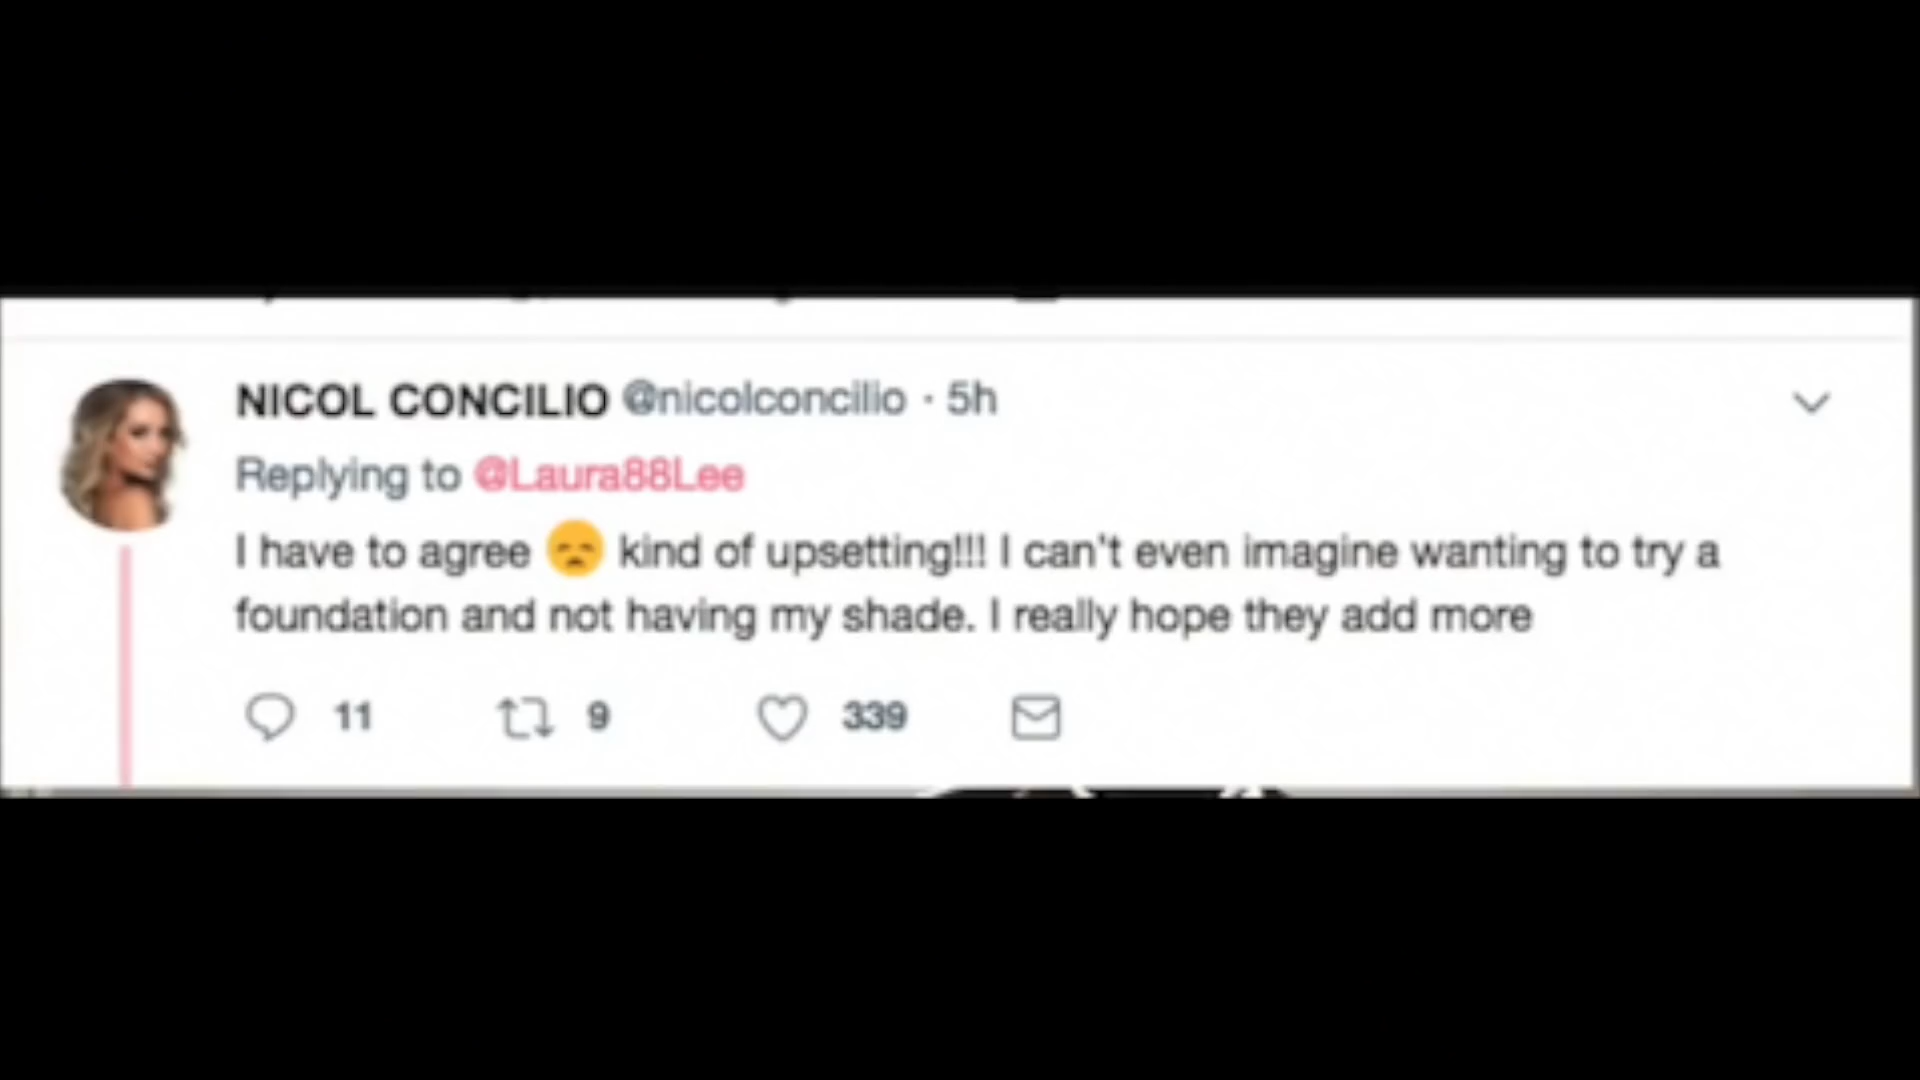 NICOL CONCILIO @nicolconcilio · 5h
Replying to @Laura88Lee
I have to agree 😞 kind of upsetting!!! I can't even imagine wanting to try a
foundation and not having my shade. I really hope they add more
11 9 339